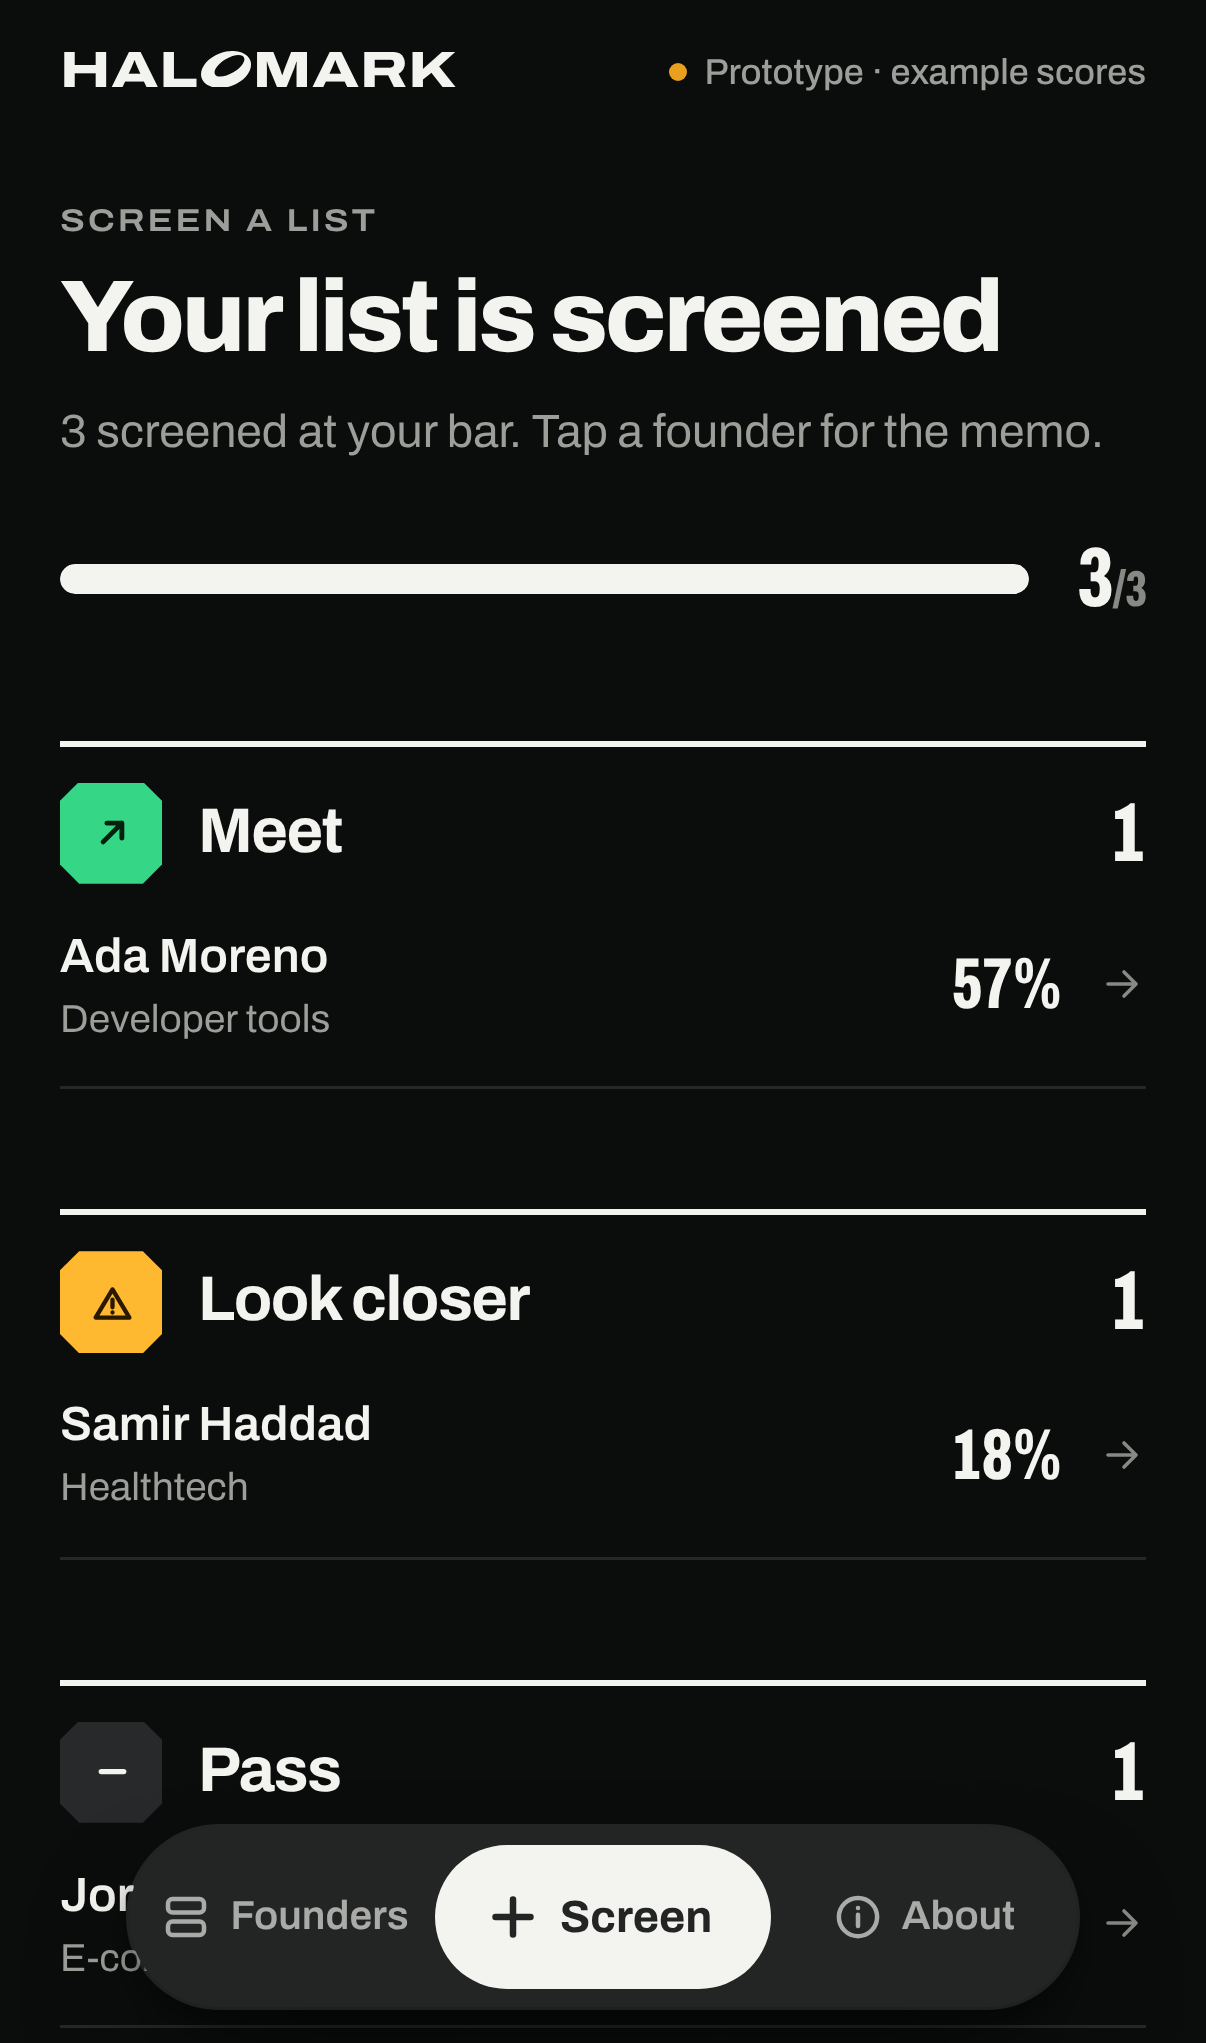 HALOMARK
Prototype · example scores
SCREEN A LIST
Your list is screened
3 screened at your bar. Tap a founder for the memo.
3/3
Meet
1
Ada Moreno
Developer tools
57%
Look closer
1
Samir Haddad
Healthtech
18%
Pass
1
Founders
Screen
About